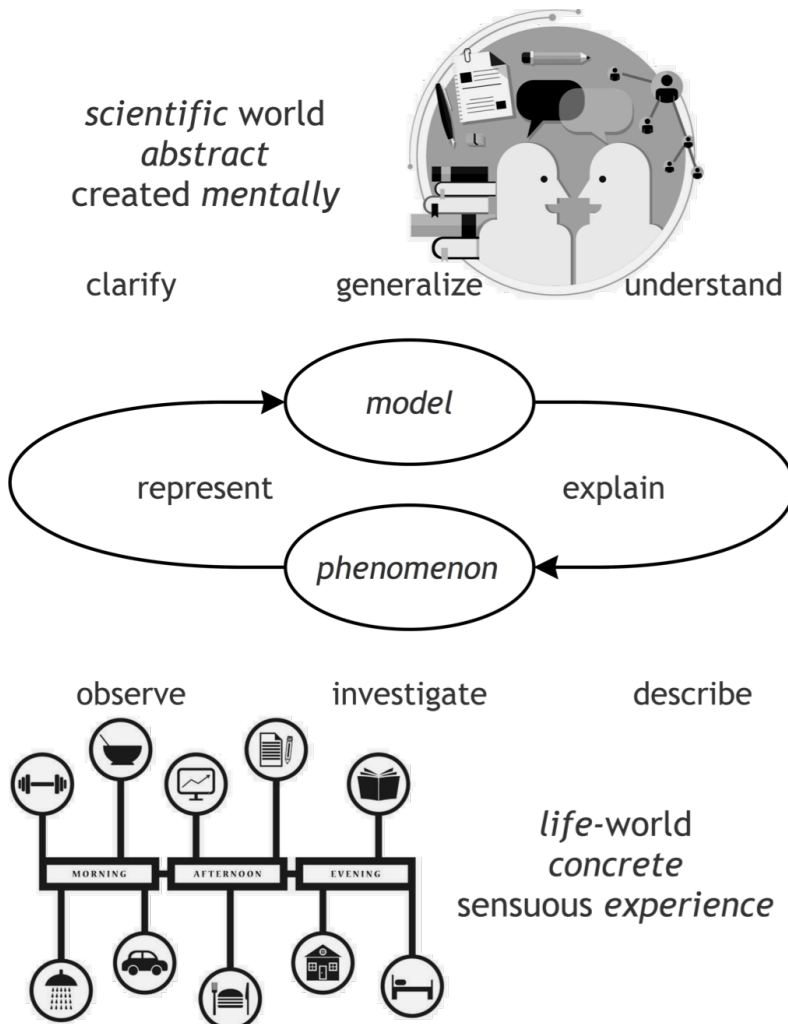 scientific world
abstract
created mentally
clarify generalize understand
model
represent explain
phenomenon
observe investigate describe
MORNING AFTERNOON EVENING
life-world
concrete
sensuous experience